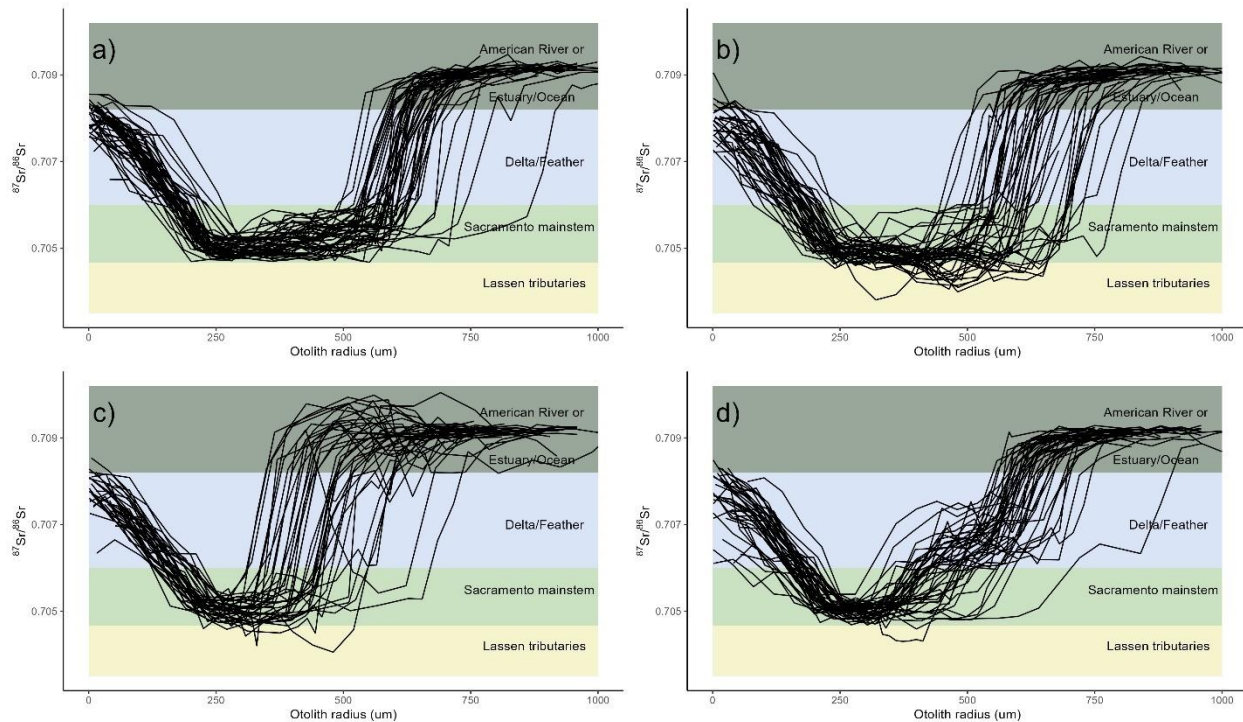 a)
American River or
Estuary/Ocean
Delta/Feather
Sacramento mainstem
Lassen tributaries
0.709
0.707
0.705
⁸⁷Sr/⁸⁶Sr
0 250 500 750 1000
Otolith radius (um)
b)
American River or
Estuary/Ocean
Delta/Feather
Sacramento mainstem
Lassen tributaries
0.709
0.707
0.705
⁸⁷Sr/⁸⁶Sr
0 250 500 750 1000
Otolith radius (um)
c)
American River or
Estuary/Ocean
Delta/Feather
Sacramento mainstem
Lassen tributaries
0.709
0.707
0.705
⁸⁷Sr/⁸⁶Sr
0 250 500 750 1000
Otolith radius (um)
d)
American River or
Estuary/Ocean
Delta/Feather
Sacramento mainstem
Lassen tributaries
0.709
0.707
0.705
⁸⁷Sr/⁸⁶Sr
0 250 500 750 1000
Otolith radius (um)